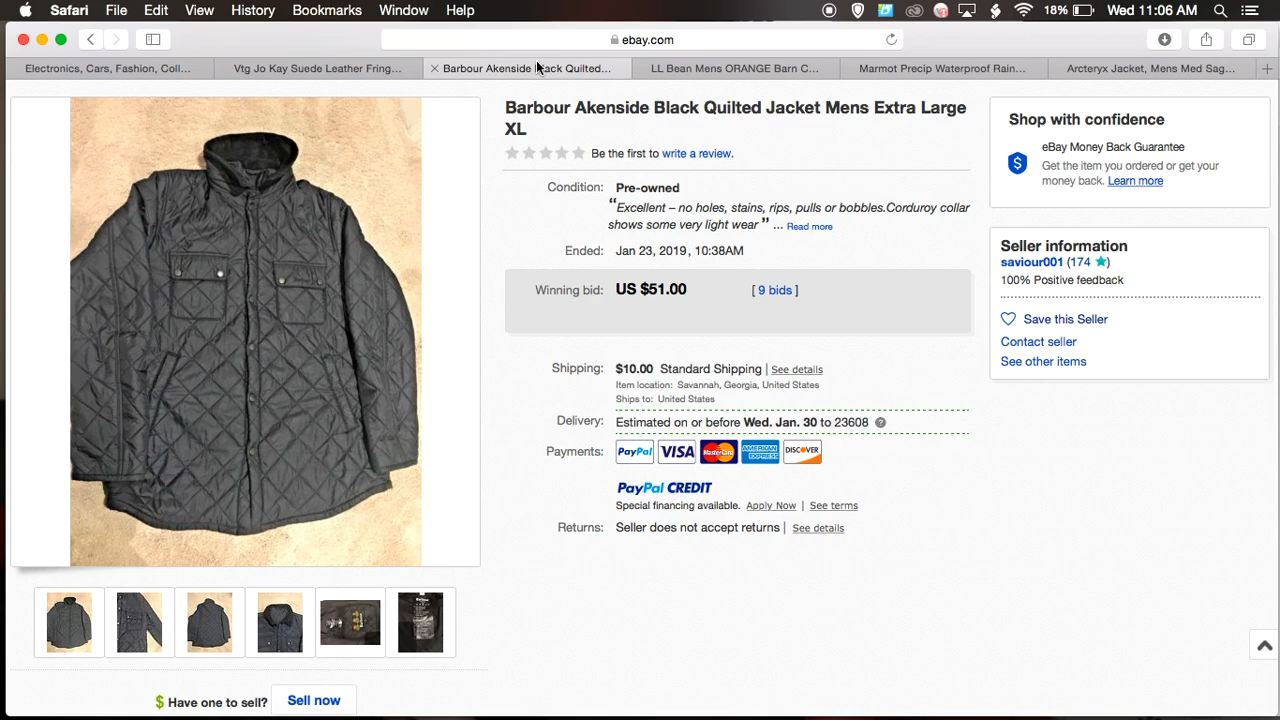 Safari File Edit View History Bookmarks Window Help 18% Wed 11:06 AM
ebay.com
Electronics, Cars, Fashion, Coll...
Vtg Jo Kay Suede Leather Fring...
Barbour Akenside Black Quilted...
LL Bean Mens ORANGE Barn C...
Marmot Precip Waterproof Rain...
Arcteryx Jacket, Mens Med Sag...
Barbour Akenside Black Quilted Jacket Mens Extra Large
XL
Be the first to write a review.
Condition: Pre-owned
“Excellent – no holes, stains, rips, pulls or bobbles.Corduroy collar
shows some very light wear ” ... Read more
Ended: Jan 23, 2019 , 10:38AM
Winning bid: US $51.00 [ 9 bids ]
Shipping: $10.00 Standard Shipping | See details
Item location: Savannah, Georgia, United States
Ships to: United States
Delivery: Estimated on or before Wed. Jan. 30 to 23608 ?
Payments: PayPal VISA MasterCard AMERICAN EXPRESS DISCOVER
PayPal CREDIT
Special financing available. Apply Now | See terms
Returns: Seller does not accept returns | See details
Shop with confidence
eBay Money Back Guarantee
Get the item you ordered or get your
money back. Learn more
Seller information
saviour001 (174 ★)
100% Positive feedback
Save this Seller
Contact seller
See other items
$ Have one to sell? Sell now